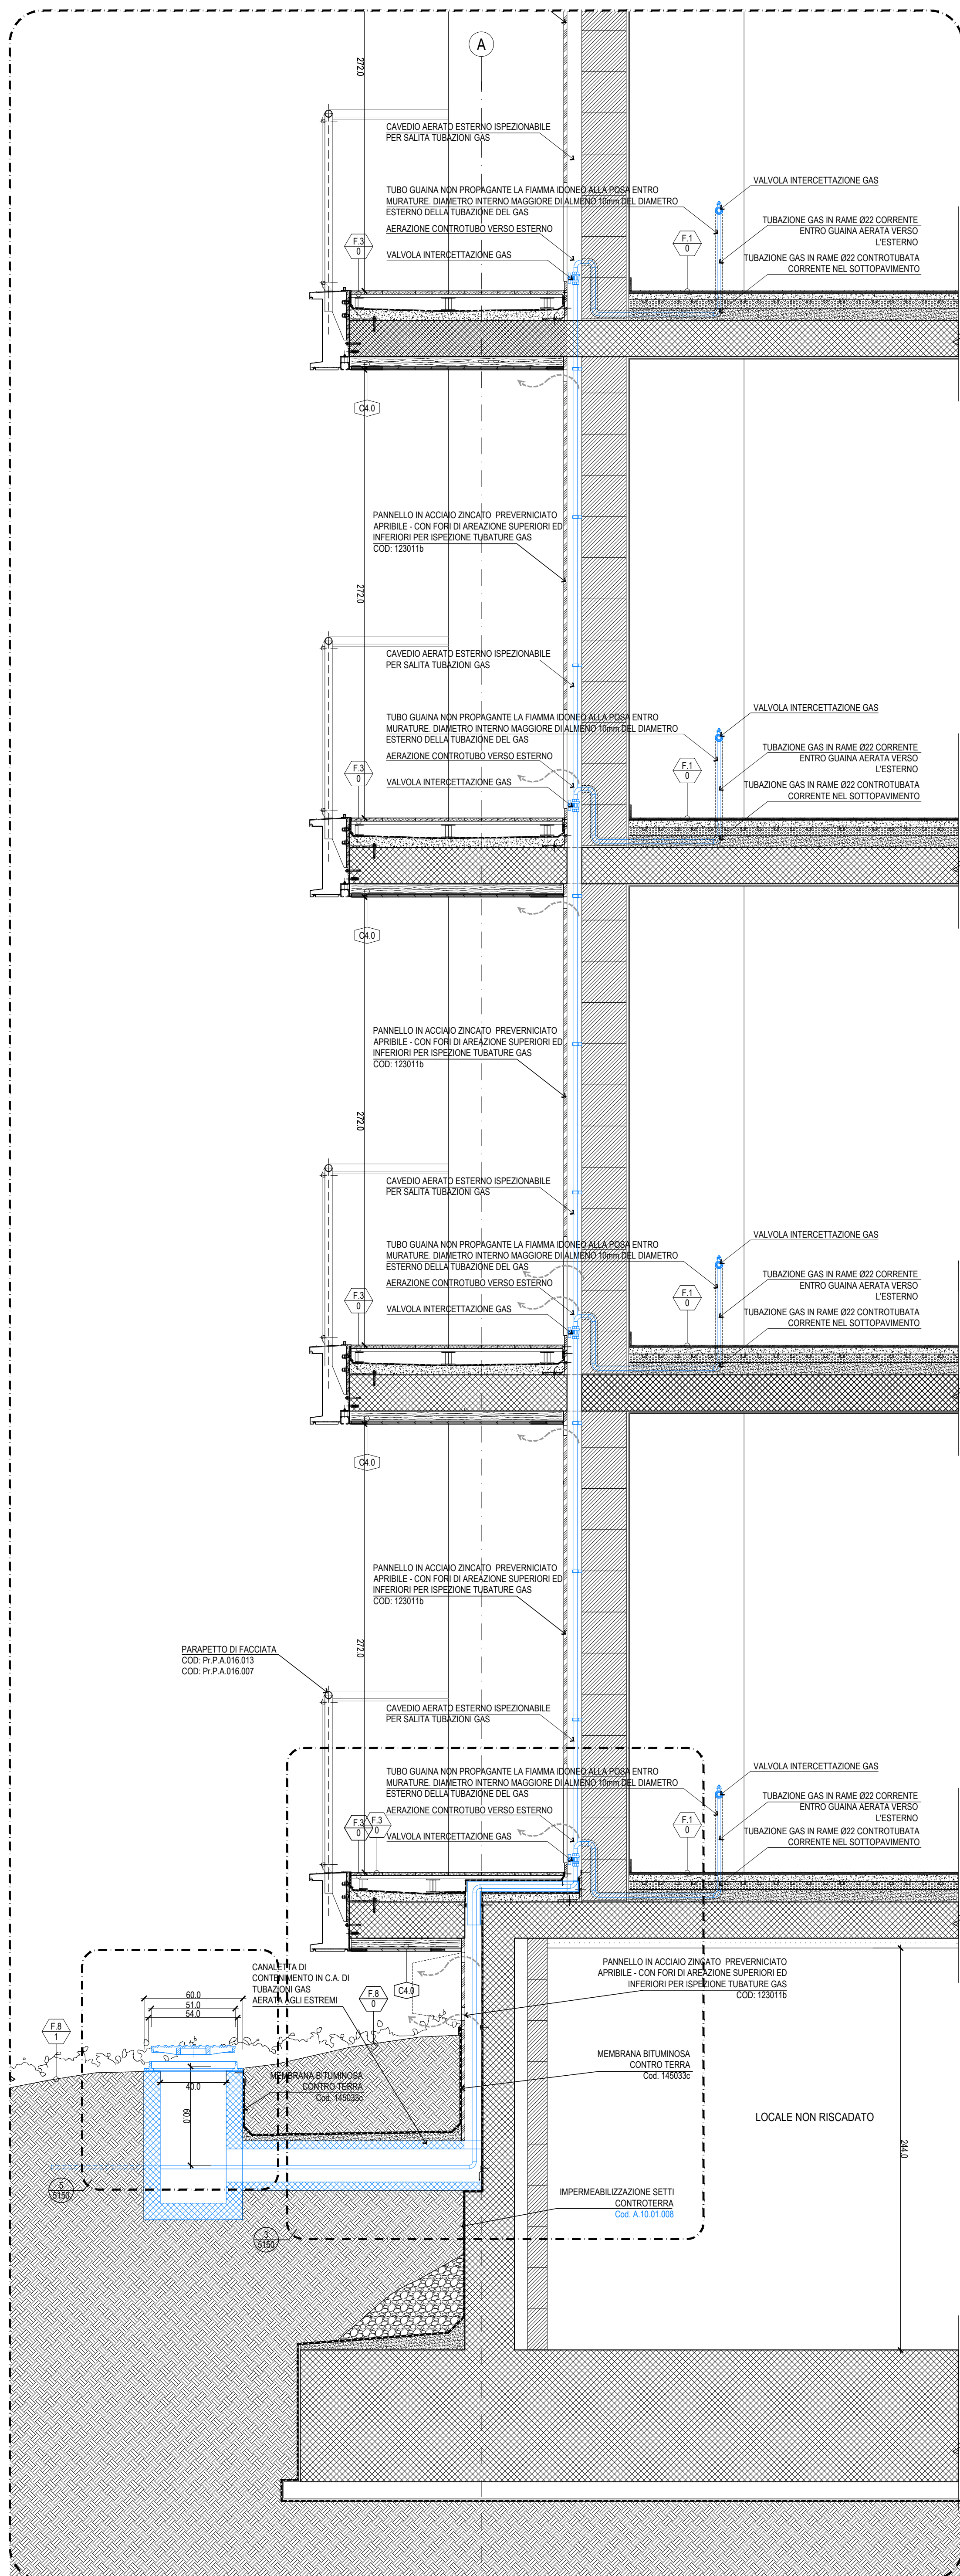 A
272.0
CAVEDIO AERATO ESTERNO ISPEZIONABILE
PER SALITA TUBAZIONI GAS
VALVOLA INTERCETTAZIONE GAS
TUBO GUAINA NON PROPAGANTE LA FIAMMA IDONEO ALLA POSA ENTRO
MURATURE. DIAMETRO INTERNO MAGGIORE DI ALMENO 10mm DEL DIAMETRO
ESTERNO DELLA TUBAZIONE DEL GAS
TUBAZIONE GAS IN RAME Ø22 CORRENTE
ENTRO GUAINA AERATA VERSO
L'ESTERNO
AERAZIONE CONTROTUBO VERSO ESTERNO
F.3
0
F.1
0
VALVOLA INTERCETTAZIONE GAS
TUBAZIONE GAS IN RAME Ø22 CONTROTUBATA
CORRENTE NEL SOTTOPAVIMENTO
C4.0
PANNELLO IN ACCIAIO ZINCATO PREVERNICIATO
APRIBILE - CON FORI DI AREAZIONE SUPERIORI ED
INFERIORI PER ISPEZIONE TUBATURE GAS
COD: 123011b
272.0
CAVEDIO AERATO ESTERNO ISPEZIONABILE
PER SALITA TUBAZIONI GAS
VALVOLA INTERCETTAZIONE GAS
TUBO GUAINA NON PROPAGANTE LA FIAMMA IDONEO ALLA POSA ENTRO
MURATURE. DIAMETRO INTERNO MAGGIORE DI ALMENO 10mm DEL DIAMETRO
ESTERNO DELLA TUBAZIONE DEL GAS
TUBAZIONE GAS IN RAME Ø22 CORRENTE
ENTRO GUAINA AERATA VERSO
L'ESTERNO
AERAZIONE CONTROTUBO VERSO ESTERNO
F.3
0
F.1
0
VALVOLA INTERCETTAZIONE GAS
TUBAZIONE GAS IN RAME Ø22 CONTROTUBATA
CORRENTE NEL SOTTOPAVIMENTO
C4.0
PANNELLO IN ACCIAIO ZINCATO PREVERNICIATO
APRIBILE - CON FORI DI AREAZIONE SUPERIORI ED
INFERIORI PER ISPEZIONE TUBATURE GAS
COD: 123011b
272.0
CAVEDIO AERATO ESTERNO ISPEZIONABILE
PER SALITA TUBAZIONI GAS
VALVOLA INTERCETTAZIONE GAS
TUBO GUAINA NON PROPAGANTE LA FIAMMA IDONEO ALLA POSA ENTRO
MURATURE. DIAMETRO INTERNO MAGGIORE DI ALMENO 10mm DEL DIAMETRO
ESTERNO DELLA TUBAZIONE DEL GAS
TUBAZIONE GAS IN RAME Ø22 CORRENTE
ENTRO GUAINA AERATA VERSO
L'ESTERNO
AERAZIONE CONTROTUBO VERSO ESTERNO
F.3
0
F.1
0
VALVOLA INTERCETTAZIONE GAS
TUBAZIONE GAS IN RAME Ø22 CONTROTUBATA
CORRENTE NEL SOTTOPAVIMENTO
C4.0
PANNELLO IN ACCIAIO ZINCATO PREVERNICIATO
APRIBILE - CON FORI DI AREAZIONE SUPERIORI ED
INFERIORI PER ISPEZIONE TUBATURE GAS
COD: 123011b
272.0
PARAPETTO DI FACCIATA
COD: Pr.P.A.016.013
COD: Pr.P.A.016.007
CAVEDIO AERATO ESTERNO ISPEZIONABILE
PER SALITA TUBAZIONI GAS
VALVOLA INTERCETTAZIONE GAS
TUBO GUAINA NON PROPAGANTE LA FIAMMA IDONEO ALLA POSA ENTRO
MURATURE. DIAMETRO INTERNO MAGGIORE DI ALMENO 10mm DEL DIAMETRO
ESTERNO DELLA TUBAZIONE DEL GAS
TUBAZIONE GAS IN RAME Ø22 CORRENTE
ENTRO GUAINA AERATA VERSO
L'ESTERNO
AERAZIONE CONTROTUBO VERSO ESTERNO
F.3
0
F.3
0
F.1
0
VALVOLA INTERCETTAZIONE GAS
TUBAZIONE GAS IN RAME Ø22 CONTROTUBATA
CORRENTE NEL SOTTOPAVIMENTO
CANALETTA DI
CONTENIMENTO IN C.A. DI
TUBAZIONI GAS
AERATA AGLI ESTREMI
C4.0
F.8
0
PANNELLO IN ACCIAIO ZINCATO PREVERNICIATO
APRIBILE - CON FORI DI AREAZIONE SUPERIORI ED
INFERIORI PER ISPEZIONE TUBATURE GAS
COD: 123011b
60.0
51.0
54.0
F.8
1
MEMBRANA BITUMINOSA
CONTRO TERRA
Cod. 145033c
MEMBRANA BITUMINOSA
CONTRO TERRA
Cod. 145033c
40.0
60.0
LOCALE NON RISCADATO
244.0
5
5150
IMPERMEABILIZZAZIONE SETTI
CONTROTERRA
Cod. A.10.01.008
3
5150